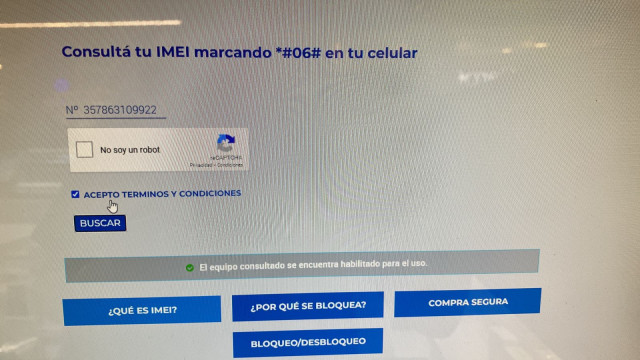 Consultá tu IMEI marcando *#06# en tu celular
Nº 357863109922
No soy un robot
reCAPTCHA
Privacidad - Condiciones
ACEPTO TERMINOS Y CONDICIONES
BUSCAR
El equipo consultado se encuentra habilitado para el uso.
¿QUÉ ES IMEI?
¿POR QUÉ SE BLOQUEA?
COMPRA SEGURA
BLOQUEO/DESBLOQUEO